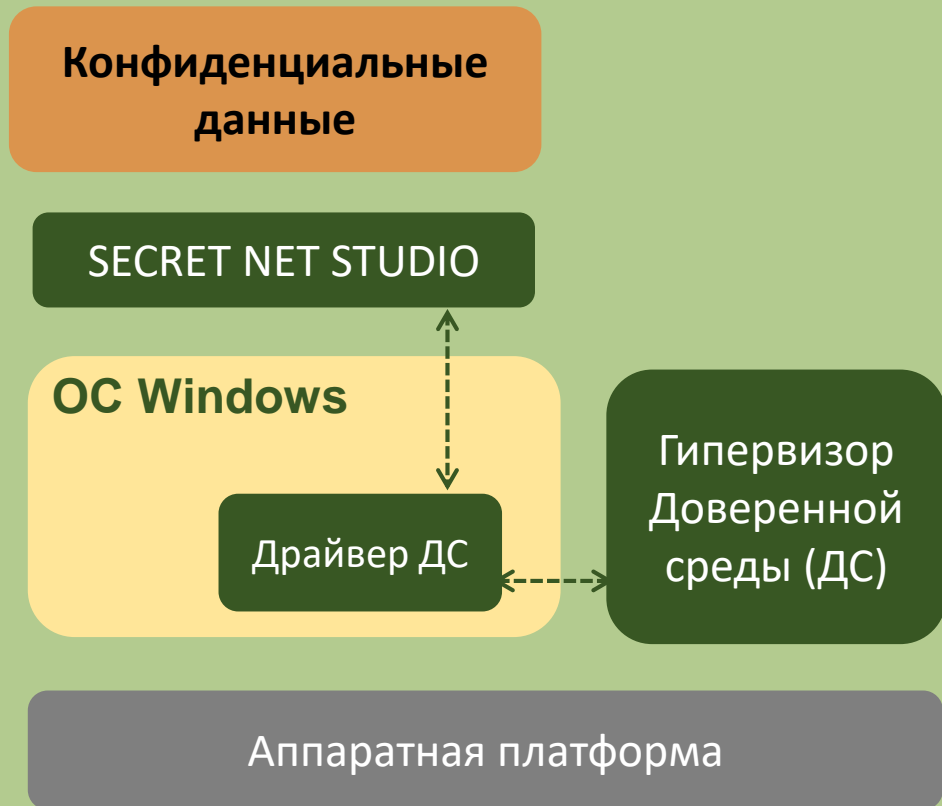 Конфиденциальные
данные
SECRET NET STUDIO
ОС Windows
Драйвер ДС
Гипервизор
Доверенной
среды (ДС)
Аппаратная платформа